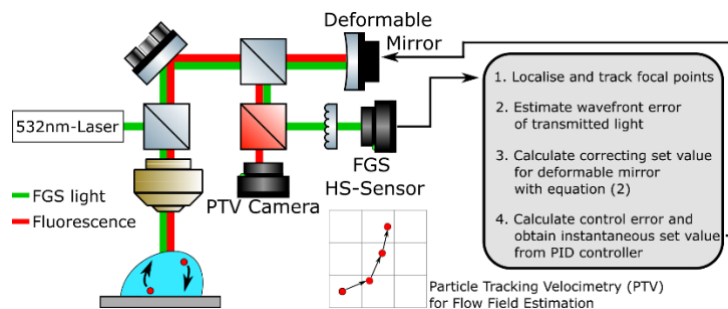 Deformable
Mirror
532nm-Laser
FGS
HS-Sensor
PTV Camera
FGS light
Fluorescence
1. Localise and track focal points
2. Estimate wavefront error
of transmitted light
3. Calculate correcting set value
for deformable mirror
with equation (2)
4. Calculate control error and
obtain instantaneous set value
from PID controller
Particle Tracking Velocimetry (PTV)
for Flow Field Estimation